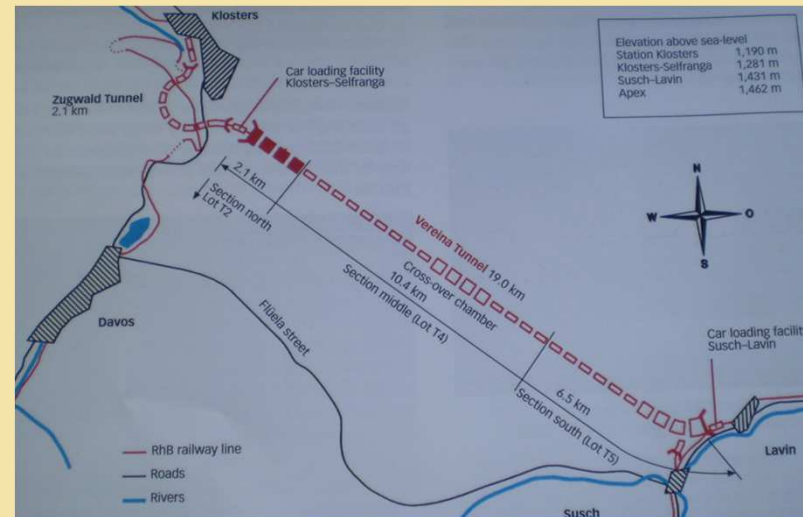 Klosters
Car loading facility
Klosters–Selfranga
Zugwald Tunnel
2.1 km
Elevation above sea-level
Station Klosters 1,190 m
Klosters-Selfranga 1,281 m
Susch–Lavin 1,431 m
Apex 1,462 m
N
W
O
S
2.1 km
Section north
Lot T2
Vereina Tunnel 19.0 km
Cross-over chamber
10.4 km
Section middle (Lot T4)
Davos
Flüela street
Car loading facilit
Susch–Lavin
6.5 km
Section south (Lot T5)
Lavin
Susch
RhB railway line
Roads
Rivers